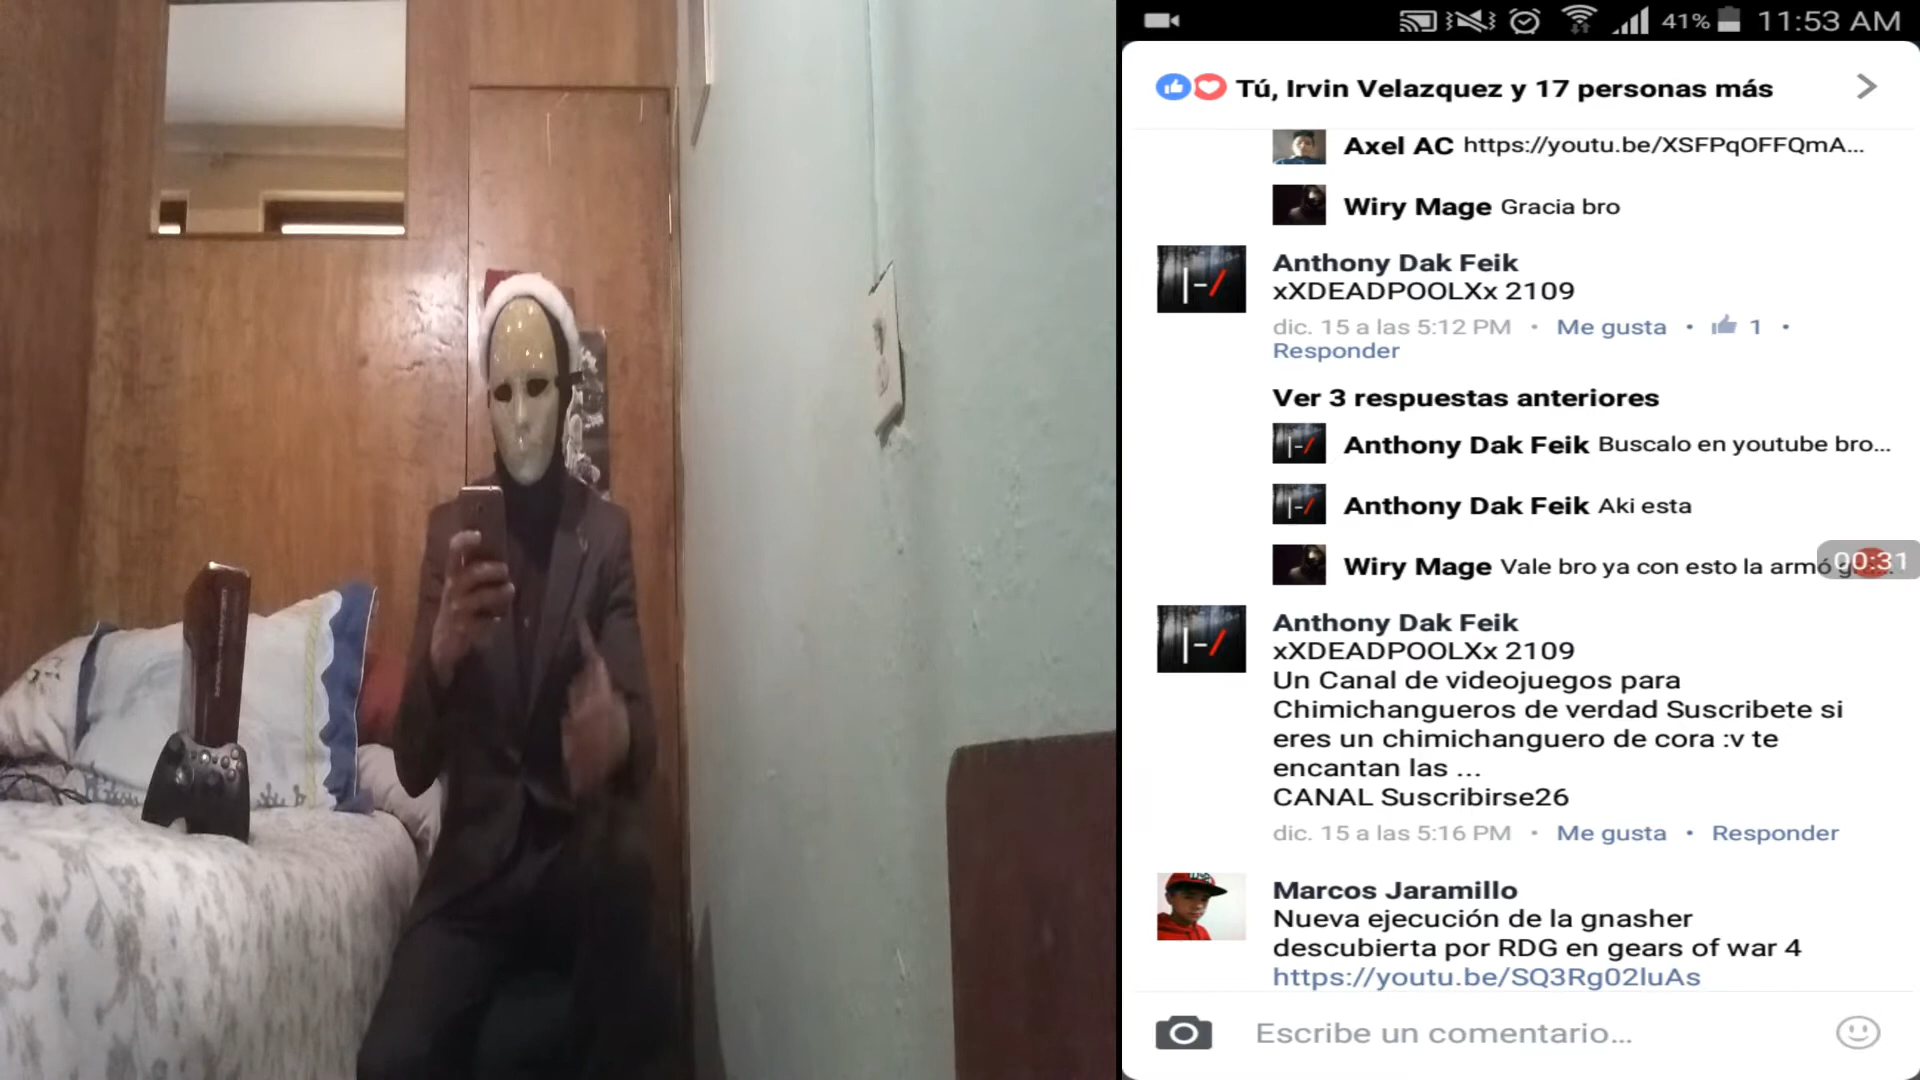 41% 11:53 AM
Tú, Irvin Velazquez y 17 personas más
Axel AC https://youtu.be/XSFPqOFFQmA...
Wiry Mage Gracia bro
Anthony Dak Feik
xXDEADPOOLXx 2109
dic. 15 a las 5:12 PM • Me gusta • 1 •
Responder
Ver 3 respuestas anteriores
Anthony Dak Feik Buscalo en youtube bro...
Anthony Dak Feik Aki esta
Wiry Mage Vale bro ya con esto la armó
00:31
Anthony Dak Feik
xXDEADPOOLXx 2109
Un Canal de videojuegos para
Chimichangueros de verdad Suscribete si
eres un chimichanguero de cora :v te
encantan las ...
CANAL Suscribirse26
dic. 15 a las 5:16 PM • Me gusta • Responder
Marcos Jaramillo
Nueva ejecución de la gnasher
descubierta por RDG en gears of war 4
https://youtu.be/SQ3Rg02luAs
Escribe un comentario...